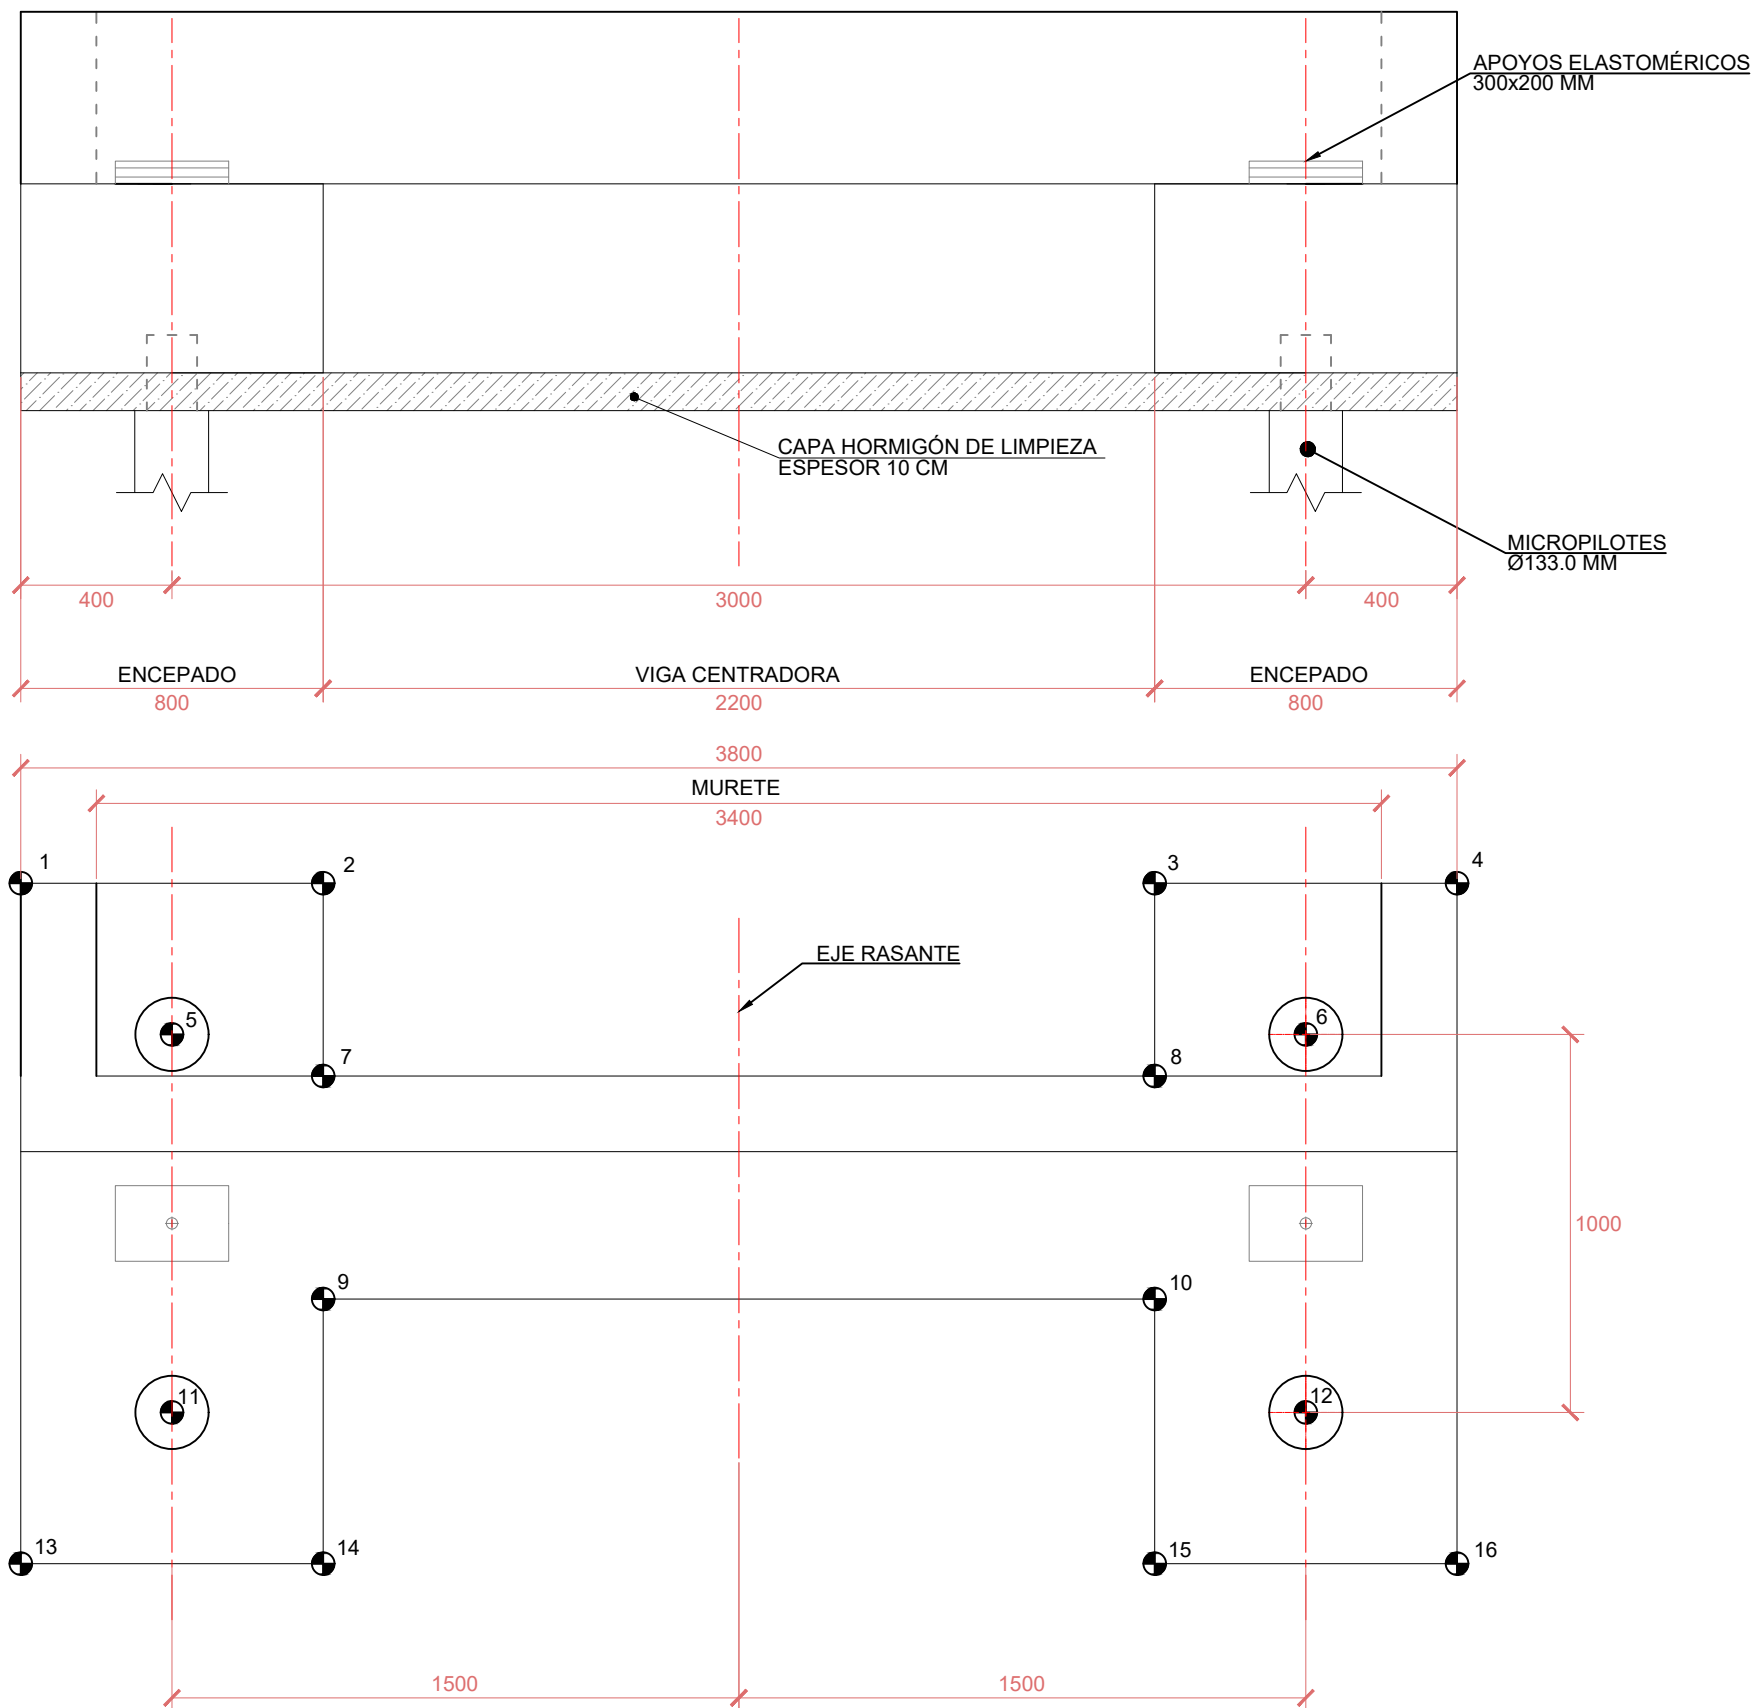 APOYOS ELASTOMÉRICOS
300x200 MM
CAPA HORMIGÓN DE LIMPIEZA
ESPESOR 10 CM
MICROPILOTES
Ø133.0 MM
400
3000
400
ENCEPADO
VIGA CENTRADORA
ENCEPADO
800
2200
800
3800
MURETE
3400
1
2
3
4
EJE RASANTE
5
6
7
8
1000
9
10
11
12
13
14
15
16
1500
1500